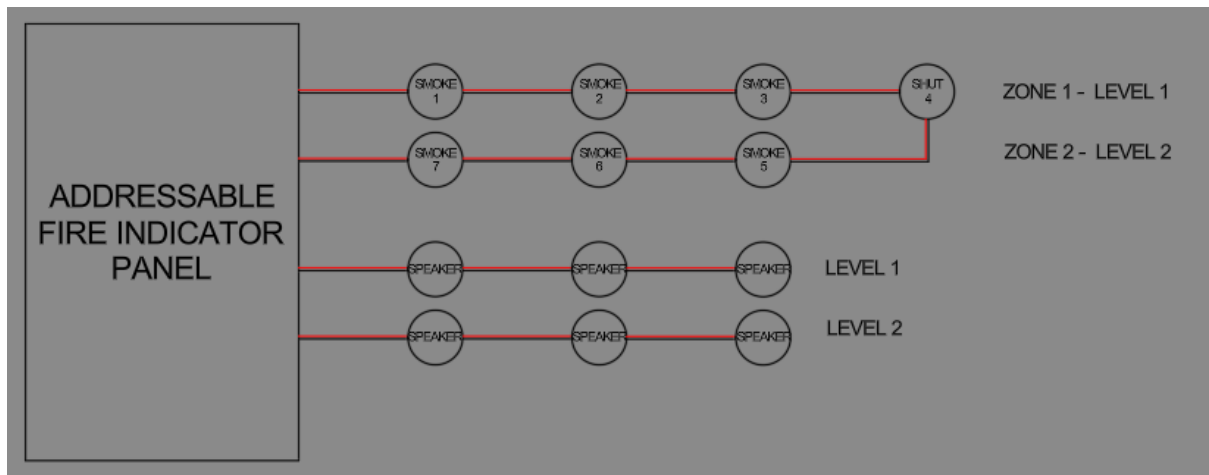 SMOKE
1
SMOKE
2
SMOKE
3
SHUT
4
ZONE 1 - LEVEL 1
SMOKE
7
SMOKE
6
SMOKE
5
ZONE 2 - LEVEL 2
ADDRESSABLE
FIRE INDICATOR
PANEL
SPEAKER
SPEAKER
SPEAKER
LEVEL 1
SPEAKER
SPEAKER
SPEAKER
LEVEL 2